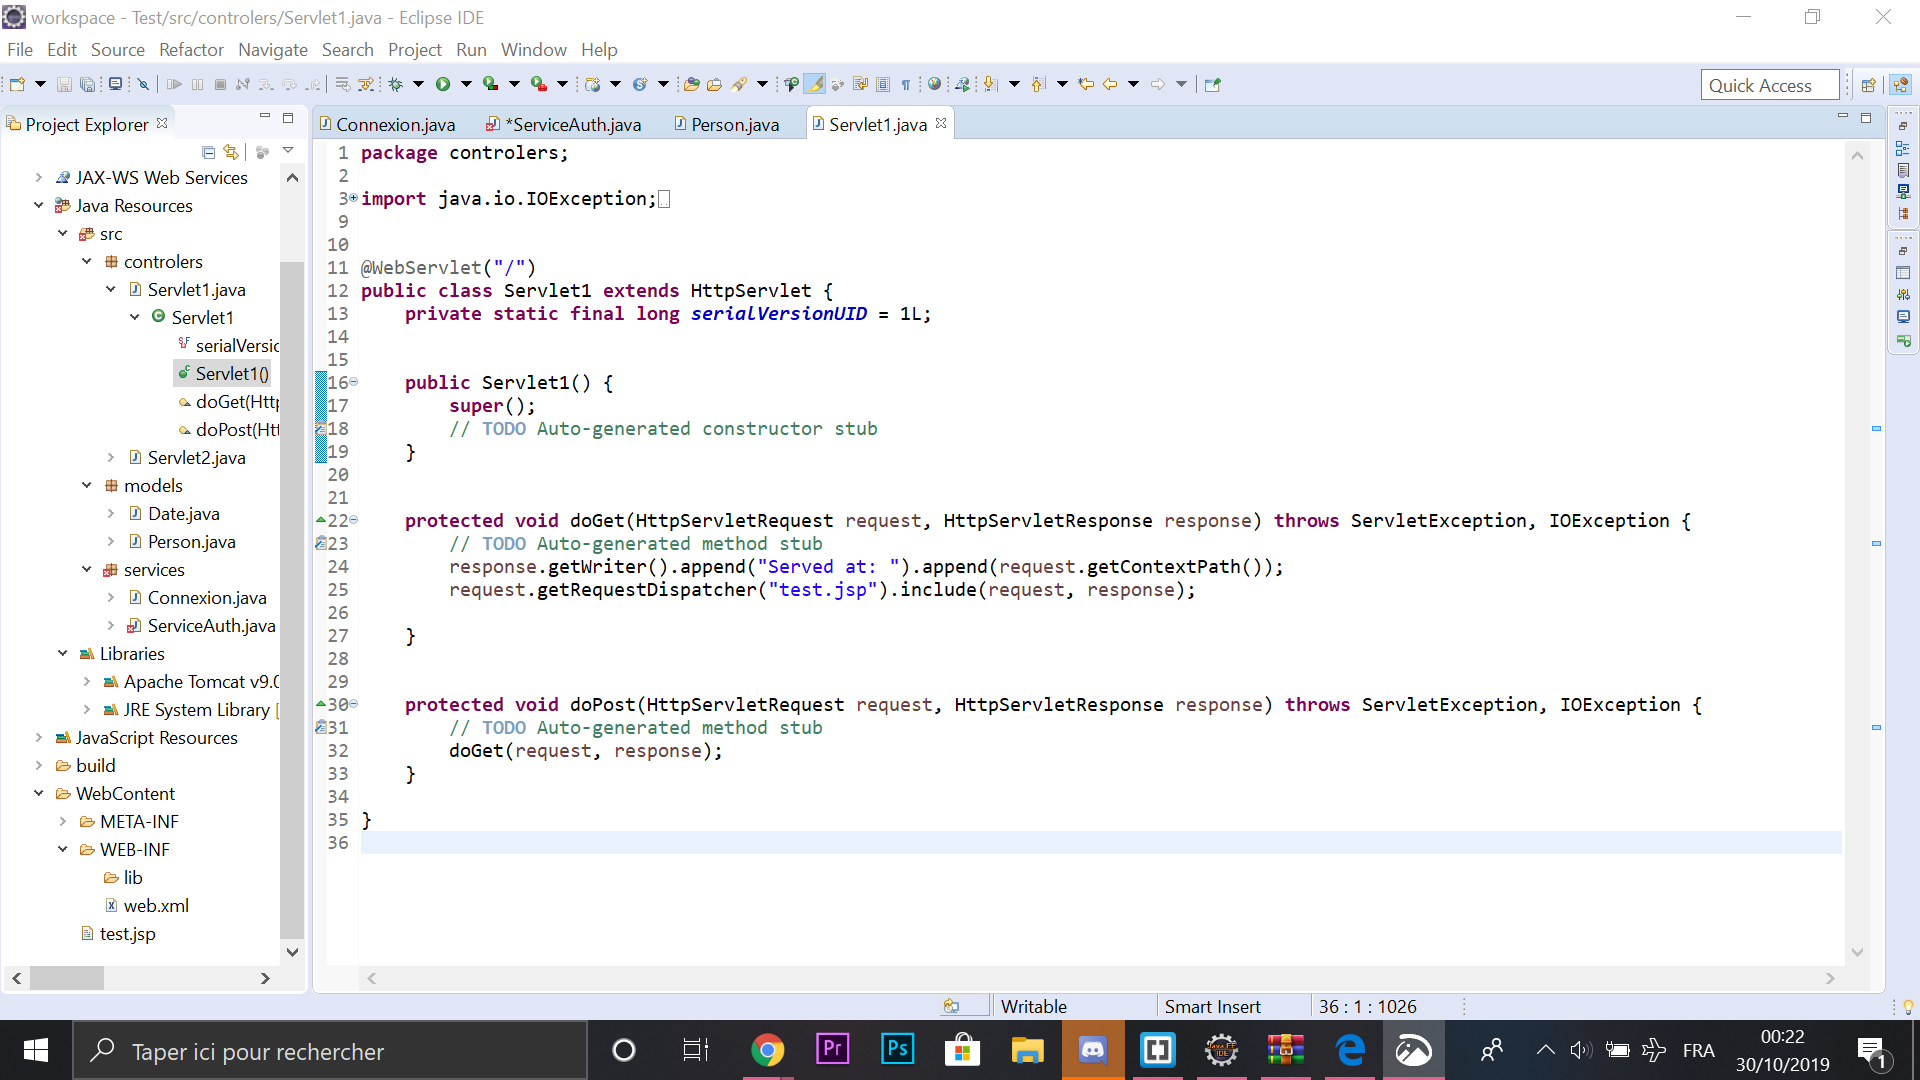 workspace - Test/src/controlers/Servlet1.java - Eclipse IDE
File Edit Source Refactor Navigate Search Project Run Window Help
Quick Access
Project Explorer
Connexion.java *ServiceAuth.java Person.java Servlet1.java
JAX-WS Web Services
Java Resources
src
controlers
Servlet1.java
Servlet1
serialVersic
Servlet1()
doGet(Http
doPost(Htt
Servlet2.java
models
Date.java
Person.java
services
Connexion.java
ServiceAuth.java
Libraries
Apache Tomcat v9.0
JRE System Library [
JavaScript Resources
build
WebContent
META-INF
WEB-INF
lib
web.xml
test.jsp
1 package controlers;
2
3 import java.io.IOException;
9
10
11 @WebServlet("/")
12 public class Servlet1 extends HttpServlet {
13 private static final long serialVersionUID = 1L;
14
15
16 public Servlet1() {
17 super();
18 // TODO Auto-generated constructor stub
19 }
20
21
22 protected void doGet(HttpServletRequest request, HttpServletResponse response) throws ServletException, IOException {
23 // TODO Auto-generated method stub
24 response.getWriter().append("Served at: ").append(request.getContextPath());
25 request.getRequestDispatcher("test.jsp").include(request, response);
26
27 }
28
29
30 protected void doPost(HttpServletRequest request, HttpServletResponse response) throws ServletException, IOException {
31 // TODO Auto-generated method stub
32 doGet(request, response);
33 }
34
35 }
36
Writable Smart Insert 36 : 1 : 1026
Taper ici pour rechercher
Pr Ps
FRA
00:22
30/10/2019
1